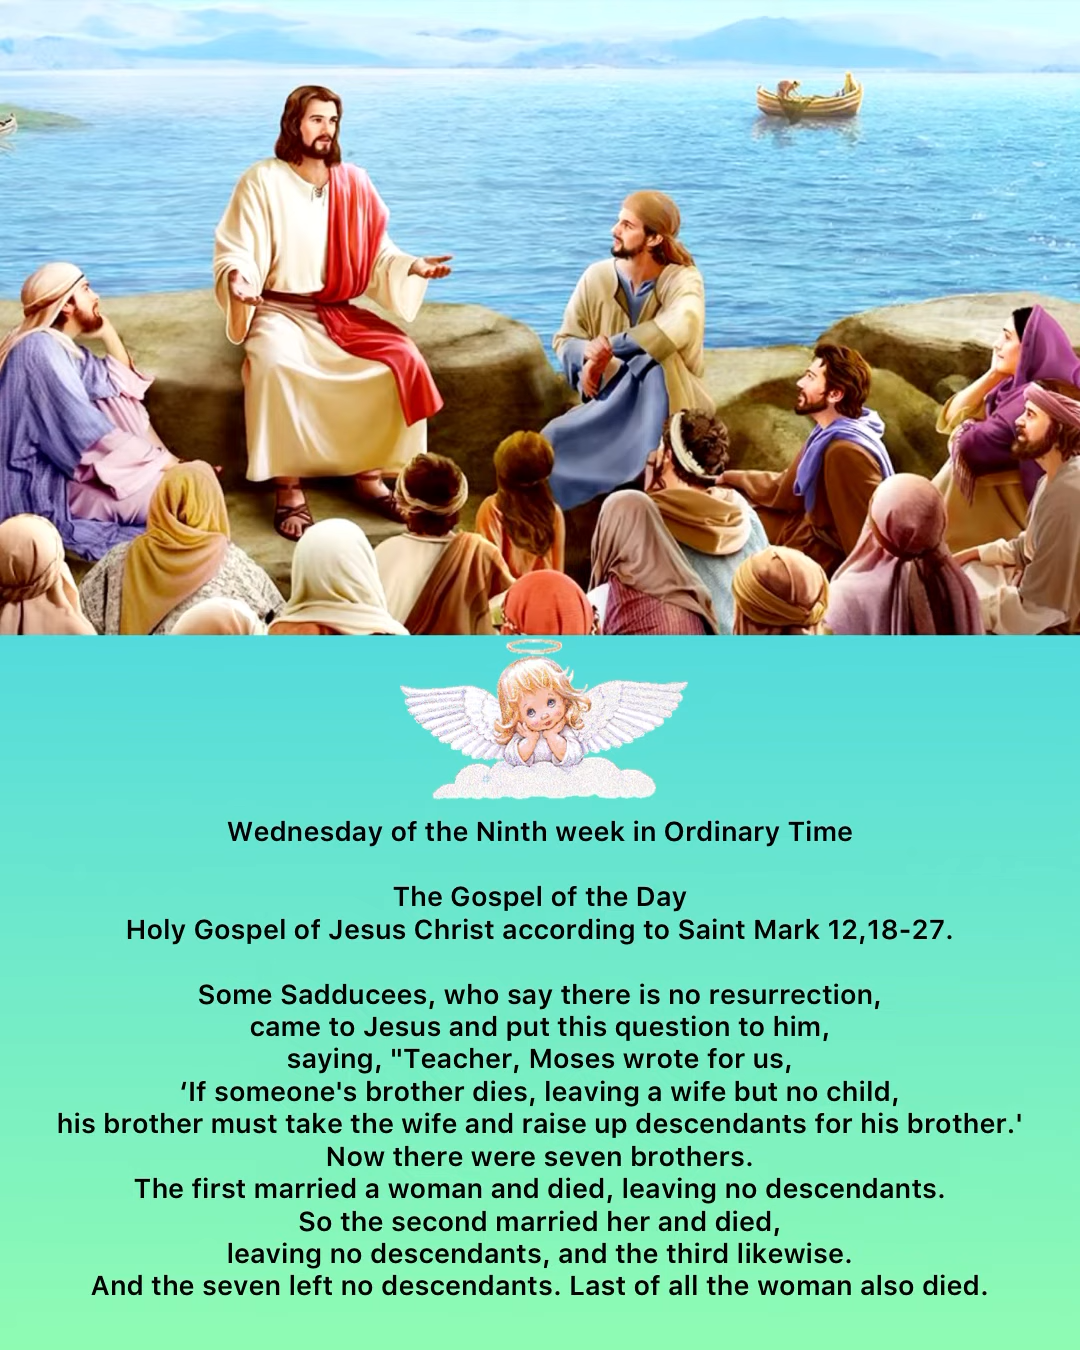 Wednesday of the Ninth week in Ordinary Time
The Gospel of the Day
Holy Gospel of Jesus Christ according to Saint Mark 12,18-27.
Some Sadducees, who say there is no resurrection,
came to Jesus and put this question to him,
saying, "Teacher, Moses wrote for us,
‘If someone's brother dies, leaving a wife but no child,
his brother must take the wife and raise up descendants for his brother.'
Now there were seven brothers.
The first married a woman and died, leaving no descendants.
So the second married her and died,
leaving no descendants, and the third likewise.
And the seven left no descendants. Last of all the woman also died.